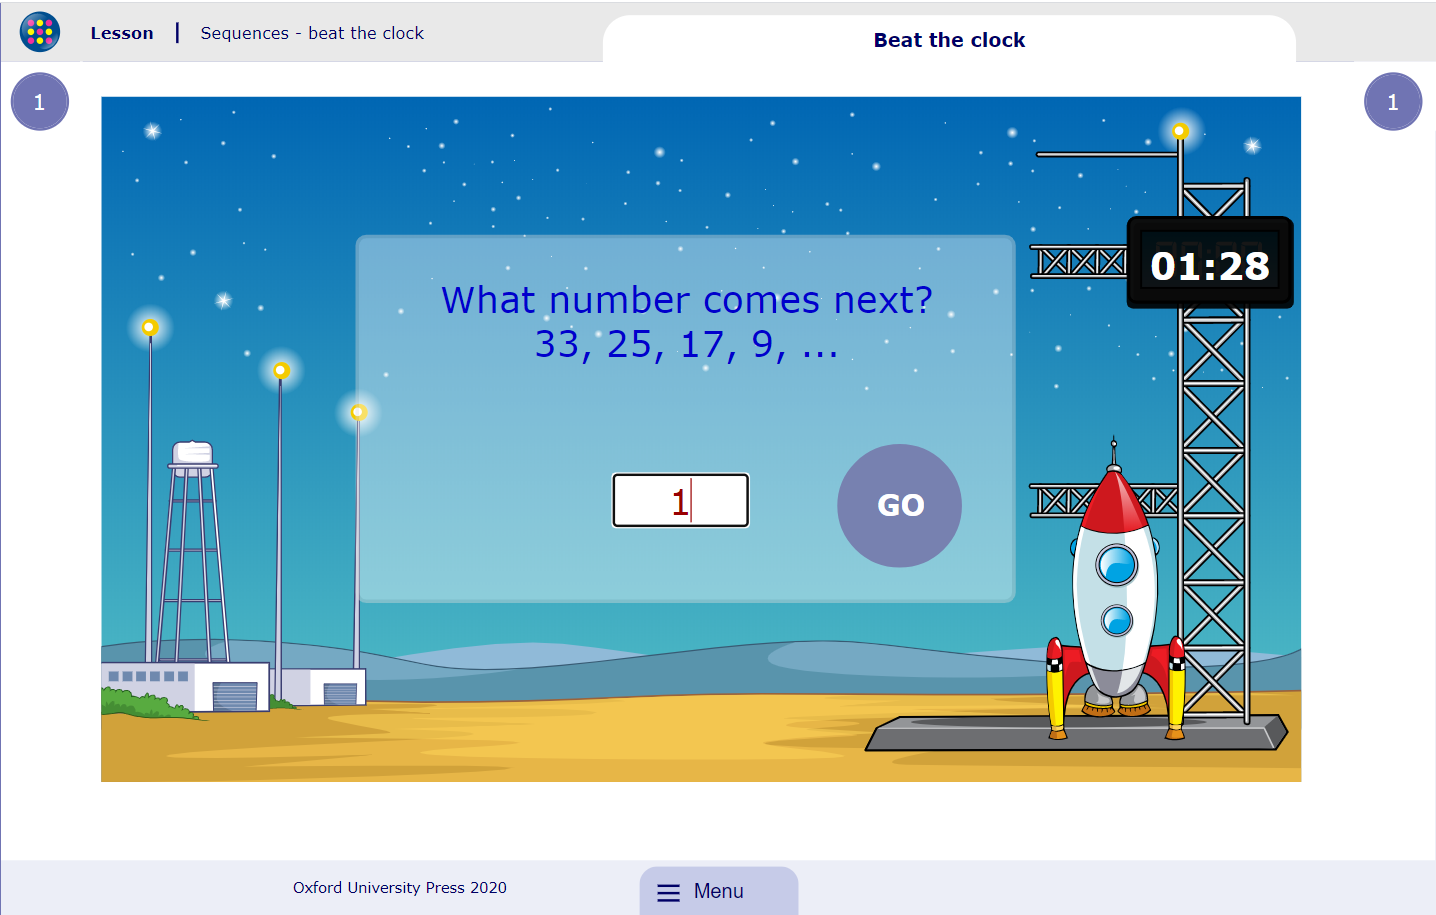 Lesson | Sequences - beat the clock
Beat the clock
1
1
01:28
What number comes next?
33, 25, 17, 9, ...
1
GO
Oxford University Press 2020
Menu